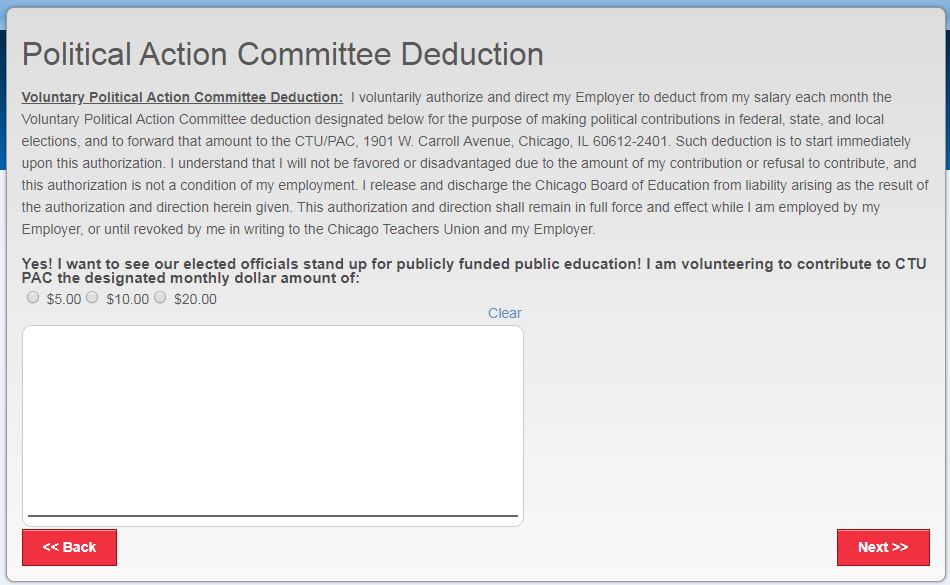 Political Action Committee Deduction
Voluntary Political Action Committee Deduction: I voluntarily authorize and direct my Employer to deduct from my salary each month the
Voluntary Political Action Committee deduction designated below for the purpose of making political contributions in federal, state, and local
elections, and to forward that amount to the CTU/PAC, 1901 W. Carroll Avenue, Chicago, IL 60612-2401. Such deduction is to start immediately
upon this authorization. I understand that I will not be favored or disadvantaged due to the amount of my contribution or refusal to contribute, and
this authorization is not a condition of my employment. I release and discharge the Chicago Board of Education from liability arising as the result of
the authorization and direction herein given. This authorization and direction shall remain in full force and effect while I am employed by my
Employer, or until revoked by me in writing to the Chicago Teachers Union and my Employer.
Yes! I want to see our elected officials stand up for publicly funded public education! I am volunteering to contribute to CTU
PAC the designated monthly dollar amount of:
$5.00 $10.00 $20.00
Clear
<< Back
Next >>